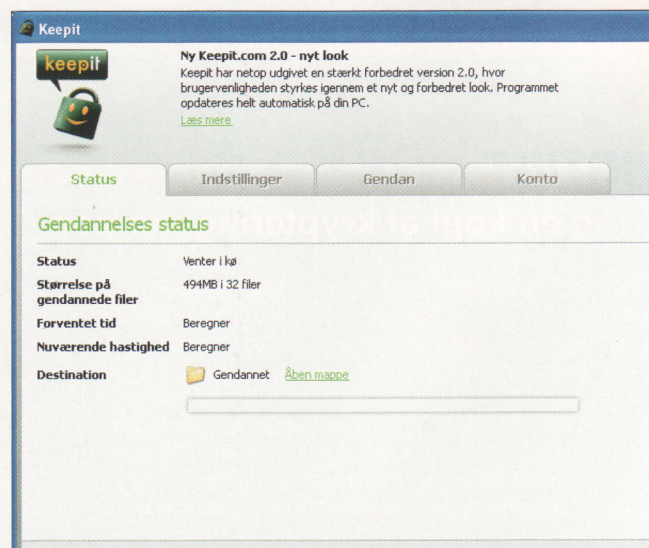 Keepit
keepit
Ny Keepit.com 2.0 - nyt look
Keepit har netop udgivet en stærkt forbedret version 2.0, hvor
brugervenligheden styrkes igennem et nyt og forbedret look. Programmet
opdateres helt automatisk på din PC.
Læs mere
Status Indstillinger Gendan Konto
Gendannelses status
Status Venter i kø
Størrelse på 494MB i 32 filer
gendannede filer
Forventet tid Beregner
Nuværende hastighed Beregner
Destination Gendannet Åben mappe